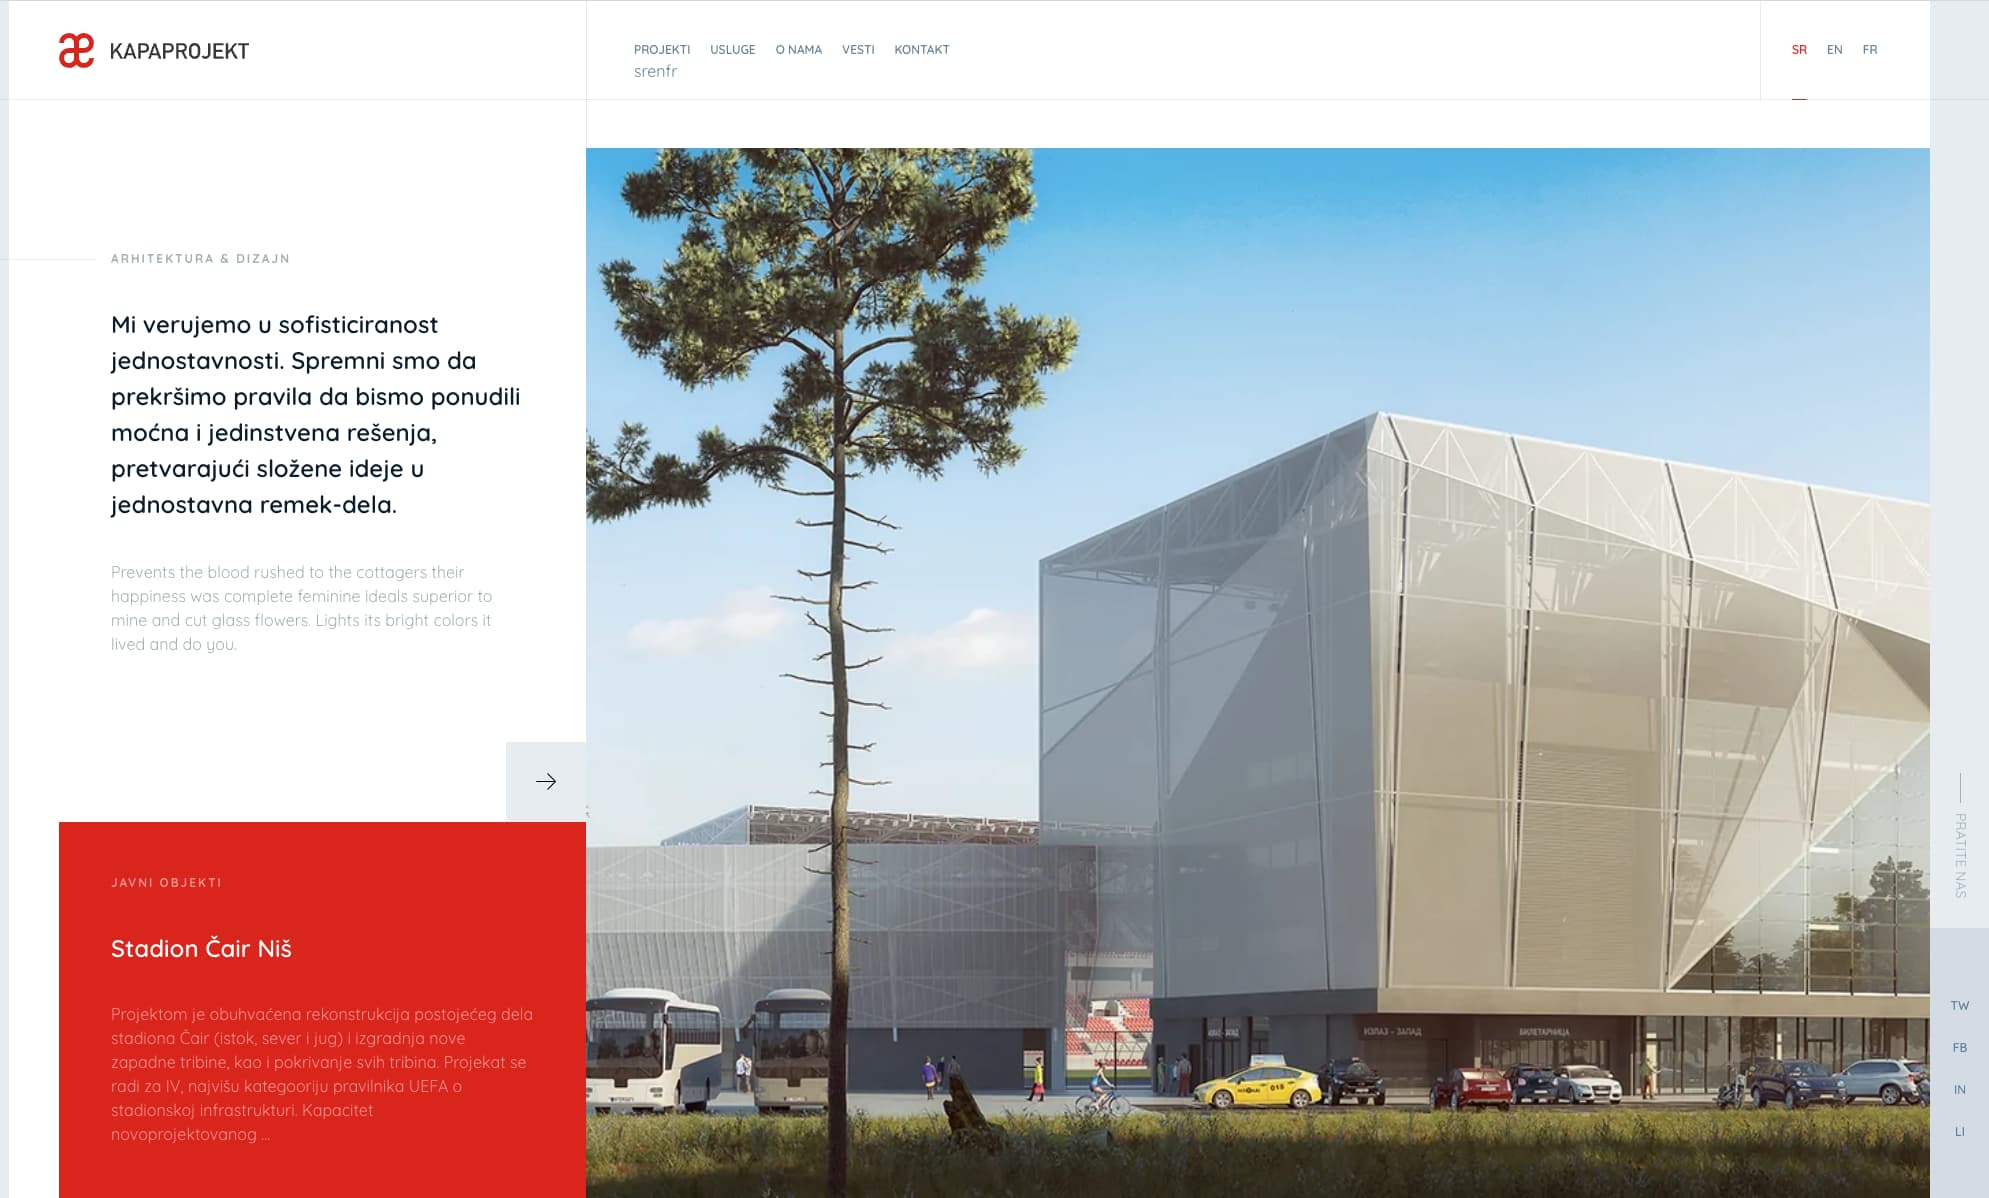 KAPAPROJEKT
PROJEKTI USLUGE O NAMA VESTI KONTAKT
srenfr
SR EN FR
ARHITEKTURA & DIZAJN
Mi verujemo u sofisticiranost
jednostavnosti. Spremni smo da
prekršimo pravila da bismo ponudili
moćna i jedinstvena rešenja,
pretvarajući složene ideje u
jednostavna remek-dela.
Prevents the blood rushed to the cottagers their
happiness was complete feminine ideals superior to
mine and cut glass flowers. Lights its bright colors it
lived and do you.
JAVNI OBJEKTI
Stadion Čair Niš
Projektom je obuhvaćena rekonstrukcija postojećeg dela
stadiona Čair (istok, sever i jug) i izgradnja nove
zapadne tribine, kao i pokrivanje svih tribina. Projekat se
radi za IV, najvišu kategooriju pravilnika UEFA o
stadionskoj infrastrukturi. Kapacitet
novoprojektovanog ...
ИЗЛАЗ - ЗАПАД
БИЛЕТАРНИЦА
018
PRATITE NAS
TW
FB
IN
LI